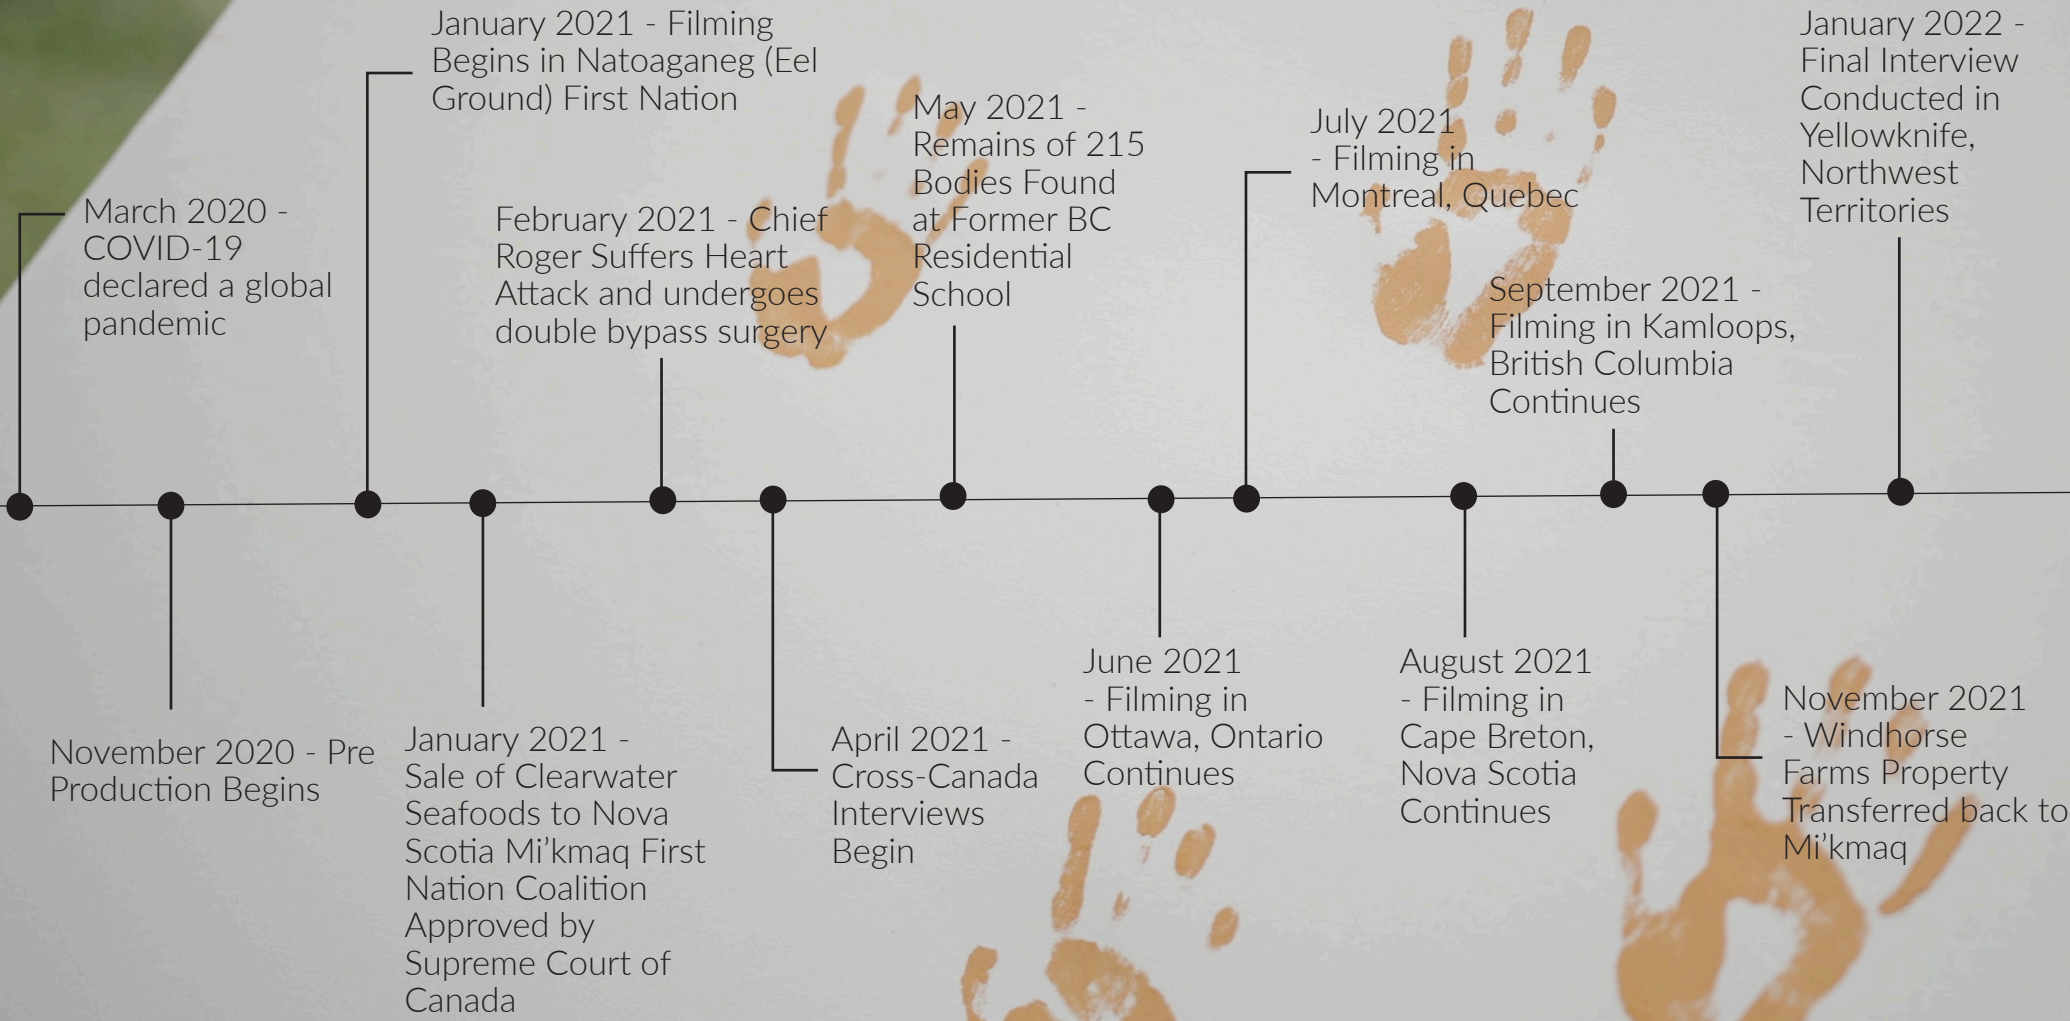 March 2020 -
COVID-19
declared a global
pandemic
November 2020 - Pre
Production Begins
January 2021 - Filming
Begins in Natoaganeg (Eel
Ground) First Nation
January 2021 -
Sale of Clearwater
Seafoods to Nova
Scotia Mi’kmaq First
Nation Coalition
Approved by
Supreme Court of
Canada
February 2021 - Chief
Roger Suffers Heart
Attack and undergoes
double bypass surgery
April 2021 -
Cross-Canada
Interviews
Begin
May 2021 -
Remains of 215
Bodies Found
at Former BC
Residential
School
June 2021
- Filming in
Ottawa, Ontario
Continues
July 2021
- Filming in
Montreal, Quebec
August 2021
- Filming in
Cape Breton,
Nova Scotia
Continues
September 2021 -
Filming in Kamloops,
British Columbia
Continues
November 2021
- Windhorse
Farms Property
Transferred back to
Mi’kmaq
January 2022 -
Final Interview
Conducted in
Yellowknife,
Northwest
Territories